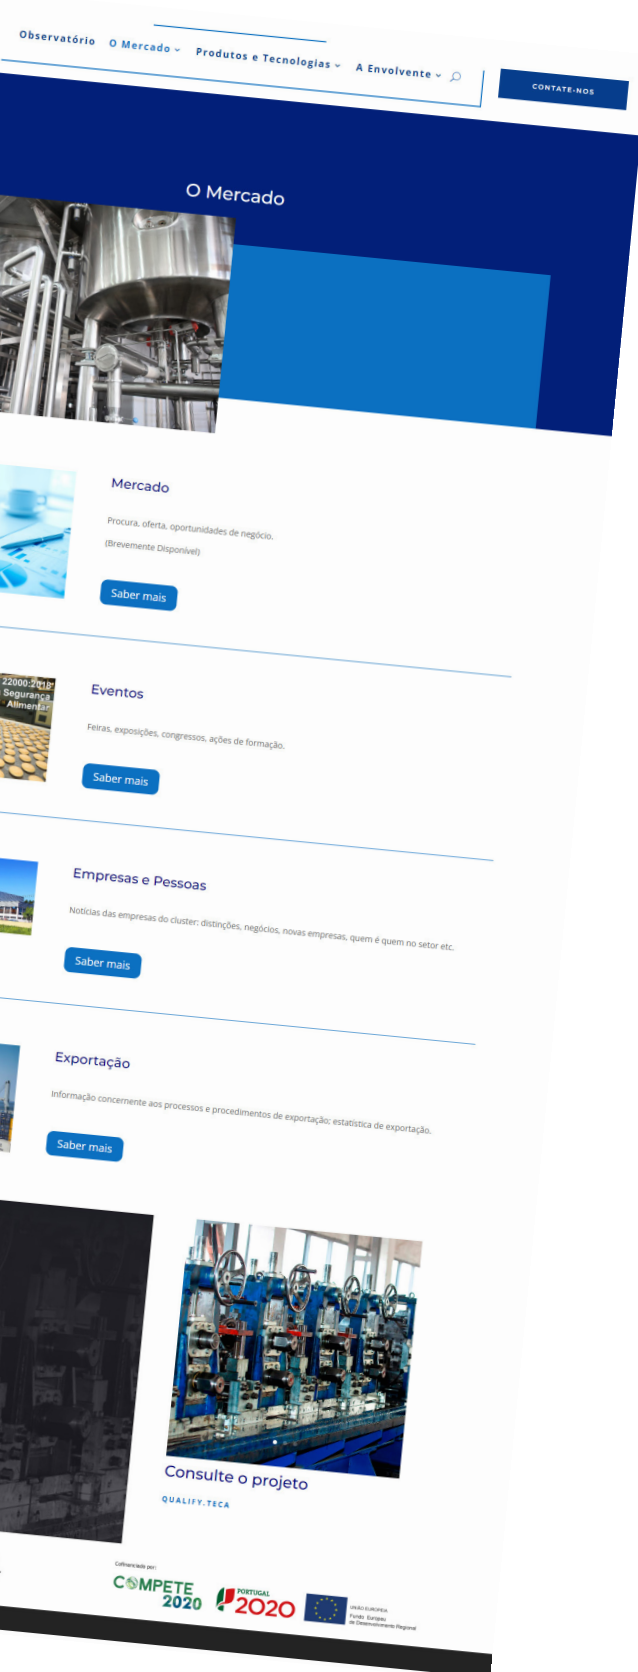 Observatório
O Mercado
Produtos e Tecnologias
A Envolvente
CONTATE-NOS
O Mercado
Mercado
Procura, oferta, oportunidades de negócio.
(Brevemente Disponível)
Saber mais
22000:2018
Segurança
Alimentar
Eventos
Feiras, exposições, congressos, ações de formação.
Saber mais
Empresas e Pessoas
Notícias das empresas do cluster: distinções, negócios, novas empresas, quem é quem no setor etc.
Saber mais
Exportação
Informação concernente aos processos e procedimentos de exportação; estatística de exportação.
Saber mais
Consulte o projeto
QUALIFY.TECA
Cofinanciado por:
COMPETE
2020
PORTUGAL
2020
UNIÃO EUROPEIA
Fundo Europeu
de Desenvolvimento Regional